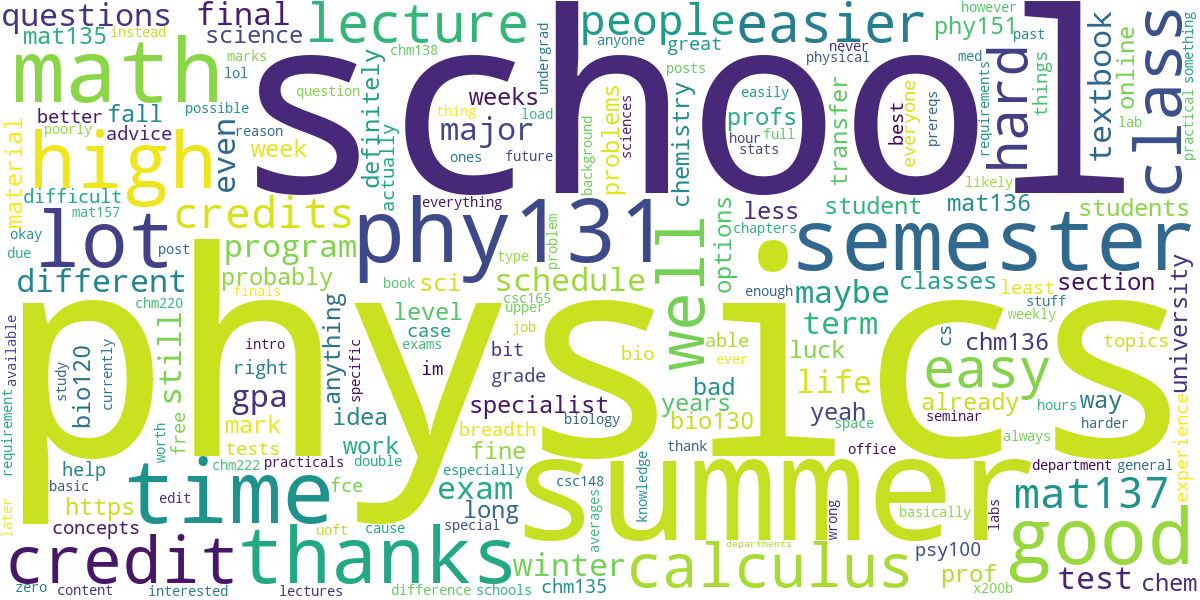 school
physics
summer
semester
phy131
math
high
lot
credit
thanks
time
good
calculus
easy
mat137
class
hard
well
people
easier
lecture
questions
mat135
instead
final
science
chm138
marks
lol
question
definitely
actually
weeks
major
undergrad
anyone
great
posts
physical
never
phy151
however
past
med
textbook
online
things
lab
practical
something
requirements
prereqs
everyone
best
transfer
easily
profs
hour
full
stats
chemistry
sciences
problems
background
thing
load
ones
future
possible
reason
week
fall
better
advice
poorly
material
even
difficult
mat157
okay
due
post
different
credits
program
probably
finals
chm220
still
anything
everything
book
sci
type
problem
schedule
csc165
upper
level
case
exams
job
bit
im
grade
specialist
breadth
biology
fine
bio
able
ever
bad
years
bio130
thank
options
less
chapters
student
mat136
students
likely
enough
maybe
term
classes
least
section
stuff
weekly
university
topics
cs
chm136
luck
life
already
yeah
space
seminar
hours
way
harder
always
office
department
general
experience
available
requirement
study
bio120
currently
intro
right
gpa
specific
mark
tests
idea
work
free
worth
help
basic
chm222
practicals
double
fce
especially
exam
long
csc148
knowledge
averages
https
edit
concepts
later
uoft
cause
special
winter
wrong
labs
basically
departments
psy100
prof
x200b
test
chem
zero
content
interested
lectures
difference
schools
chm135